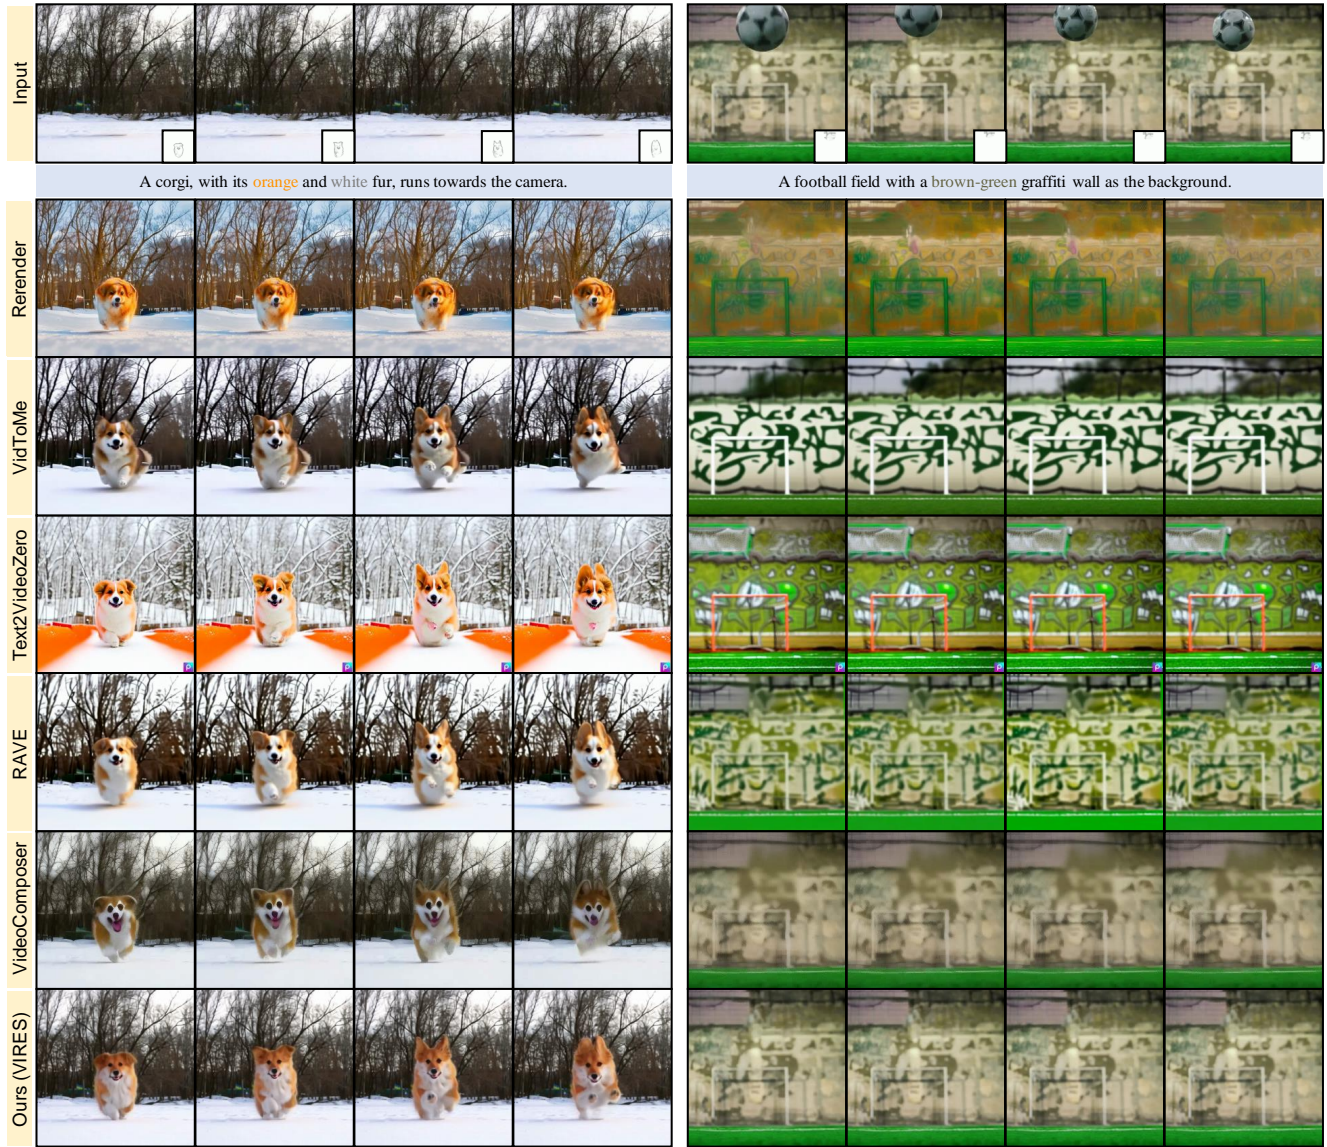 Input
A corgi, with its orange and white fur, runs towards the camera.
A football field with a brown-green graffiti wall as the background.
Rerender
VidToMe
Text2VideoZero
RAVE
VideoComposer
Ours (VIRES)